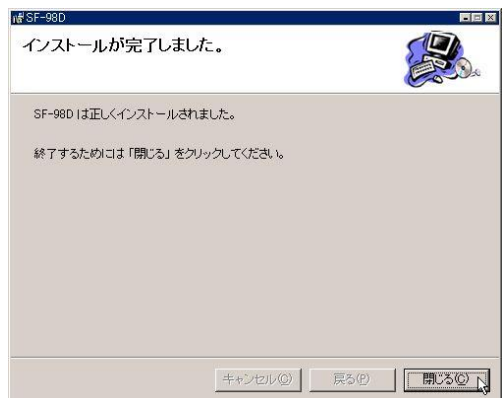 SF-98D
インストールが完了しました。
SF-98D は正しくインストールされました。
終了するためには「閉じる」をクリックしてください。
キャンセル(C) 戻る(P) 閉じる(C)